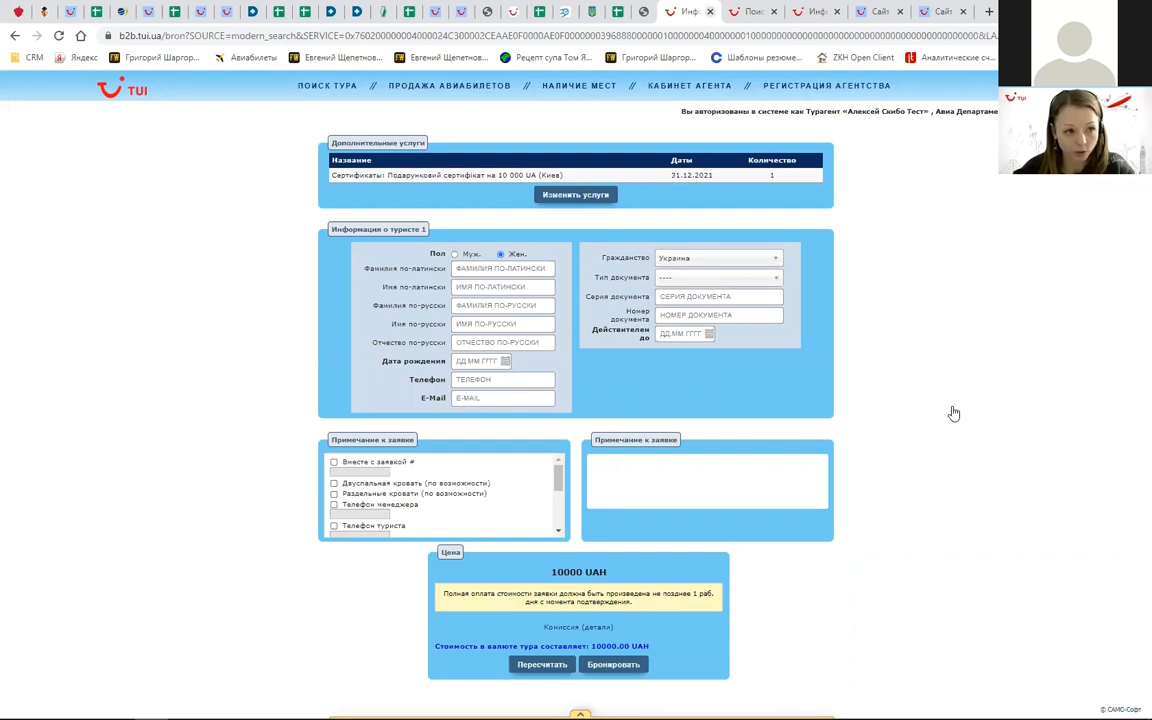 Инф
Поис
Инф
Сайт
Сайт
b2b.tui.ua/bron?SOURCE=modern_search&SERVICE=
CRM
Яндекс
Григорий Шаргор...
Авиабилеты
Евгений Щепетнов...
Евгений Щепетнов...
Рецепт супа Том Я...
Григорий Шаргор...
Шаблоны резюме...
ZKH Open Client
Аналитические сч...
TUI
ПОИСК ТУРА // ПРОДАЖА АВИАБИЛЕТОВ // НАЛИЧИЕ МЕСТ // КАБИНЕТ АГЕНТА // РЕГИСТРАЦИЯ АГЕНТСТВА
Вы авторизованы в системе как Турагент «Алексей Скибо Тест» , Авиа Департаме
TUI
Дополнительные услуги
Название Даты Количество
Сертификаты: Подарунковий сертифікат на 10 000 UA (Киев) 31.12.2021 1
Изменить услуги
Информация о туристе 1
Пол Муж. Жен.
Фамилия по-латински ФАМИЛИЯ ПО-ЛАТИНСКИ
Имя по-латински ИМЯ ПО-ЛАТИНСКИ
Фамилия по-русски ФАМИЛИЯ ПО-РУССКИ
Имя по-русски ИМЯ ПО-РУССКИ
Отчество по-русски ОТЧЕСТВО ПО-РУССКИ
Дата рождения ДД.ММ.ГГГГ
Телефон ТЕЛЕФОН
E-Mail E-MAIL
Гражданство Украина
Тип документа ----
Серия документа СЕРИЯ ДОКУМЕНТА
Номер
документа НОМЕР ДОКУМЕНТА
Действителен
до ДД.ММ.ГГГГ
Примечание к заявке
Вместе с заявкой #
Двуспальная кровать (по возможности)
Раздельные кровати (по возможности)
Телефон менеджера
Телефон туриста
Примечание к заявке
Цена
10000 UAH
Полная оплата стоимости заявки должна быть произведена не позднее 1 раб.
дня с момента подтверждения.
Комиссия (детали)
Стоимость в валюте тура составляет: 10000.00 UAH
Пересчитать Бронировать
© САМО-Софт